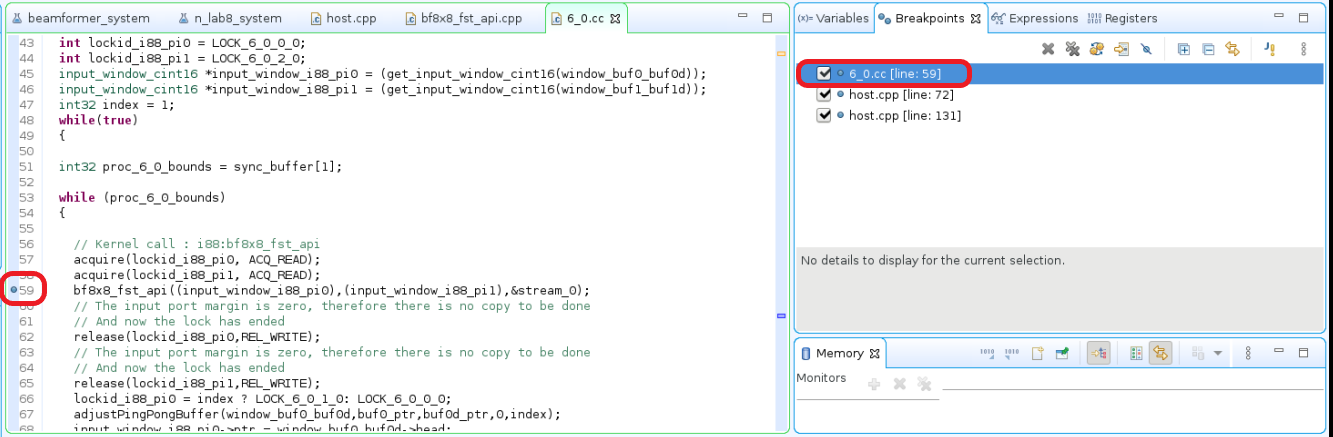 beamformer_system n_lab8_system host.cpp bf8x8_fst_api.cpp 6_0.cc
43 int lockid_i88_pi0 = LOCK_6_0_0_0;
44 int lockid_i88_pi1 = LOCK_6_0_2_0;
45 input_window_cint16 *input_window_i88_pi0 = (get_input_window_cint16(window_buf0_buf0d));
46 input_window_cint16 *input_window_i88_pi1 = (get_input_window_cint16(window_buf1_buf1d));
47 int32 index = 1;
48 while(true)
49 {
50
51 int32 proc_6_0_bounds = sync_buffer[1];
52
53 while (proc_6_0_bounds)
54 {
55
56 // Kernel call : i88:bf8x8_fst_api
57 acquire(lockid_i88_pi0, ACQ_READ);
58 acquire(lockid_i88_pi1, ACQ_READ);
59 bf8x8_fst_api((input_window_i88_pi0),(input_window_i88_pi1),&stream_0);
60 // The input port margin is zero, therefore there is no copy to be done
61 // And now the lock has ended
62 release(lockid_i88_pi0,REL_WRITE);
63 // The input port margin is zero, therefore there is no copy to be done
64 // And now the lock has ended
65 release(lockid_i88_pi1,REL_WRITE);
66 lockid_i88_pi0 = index ? LOCK_6_0_1_0: LOCK_6_0_0_0;
67 adjustPingPongBuffer(window_buf0_buf0d,buf0_ptr,buf0d_ptr,0,index);
68 input_window_i88_pi0->ptr = window_buf0_buf0d->head;
(x)= Variables Breakpoints Expressions Registers
6_0.cc [line: 59]
host.cpp [line: 72]
host.cpp [line: 131]
No details to display for the current selection.
Memory
Monitors